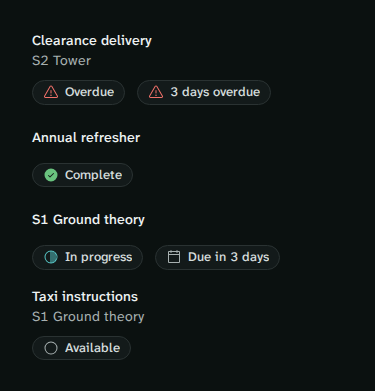 Clearance delivery
S2 Tower
Overdue 3 days overdue
Annual refresher
Complete
S1 Ground theory
In progress Due in 3 days
Taxi instructions
S1 Ground theory
Available